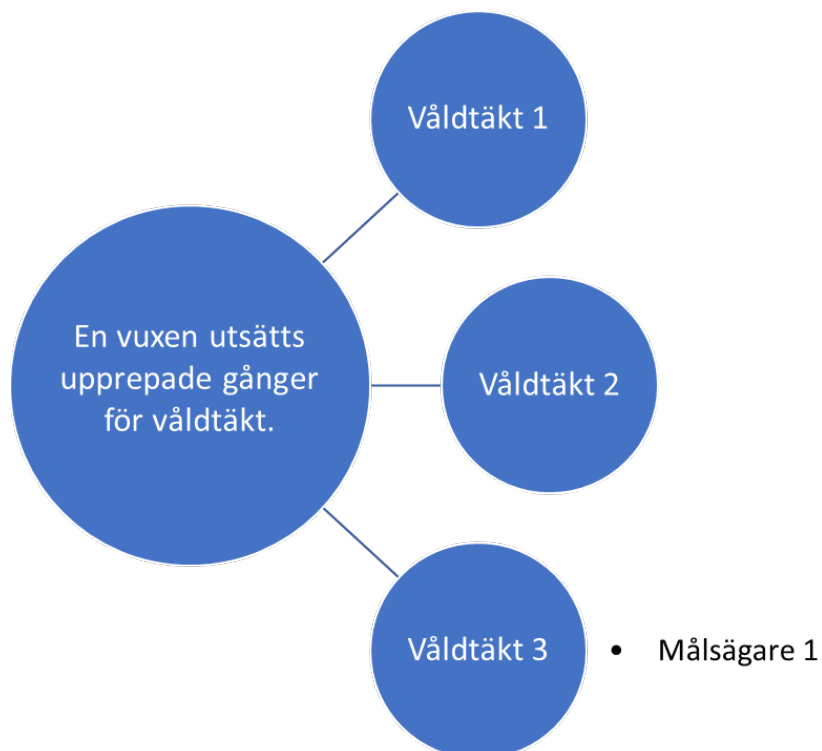 Våldtäkt 1
En vuxen utsätts
upprepade gånger
för våldtäkt.
Våldtäkt 2
Våldtäkt 3
• Målsägare 1